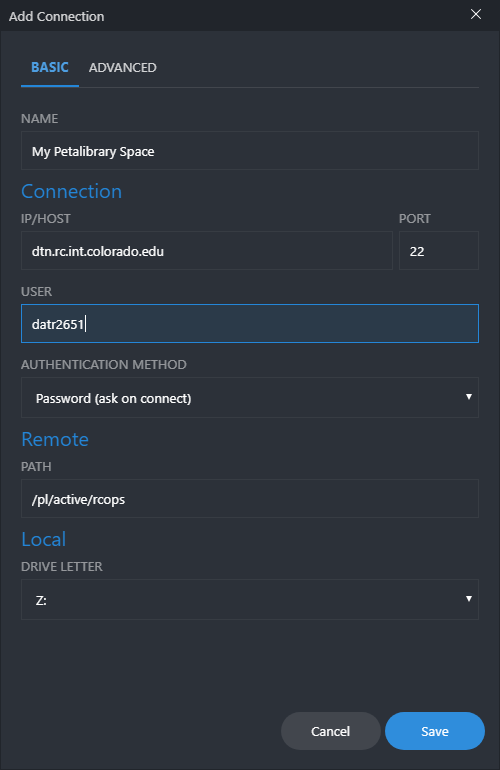 Add Connection
BASIC ADVANCED
NAME
My Petalibrary Space
Connection
IP/HOST PORT
dtn.rc.int.colorado.edu 22
USER
datr2651
AUTHENTICATION METHOD
Password (ask on connect)
Remote
PATH
/pl/active/rcops
Local
DRIVE LETTER
Z:
Cancel Save